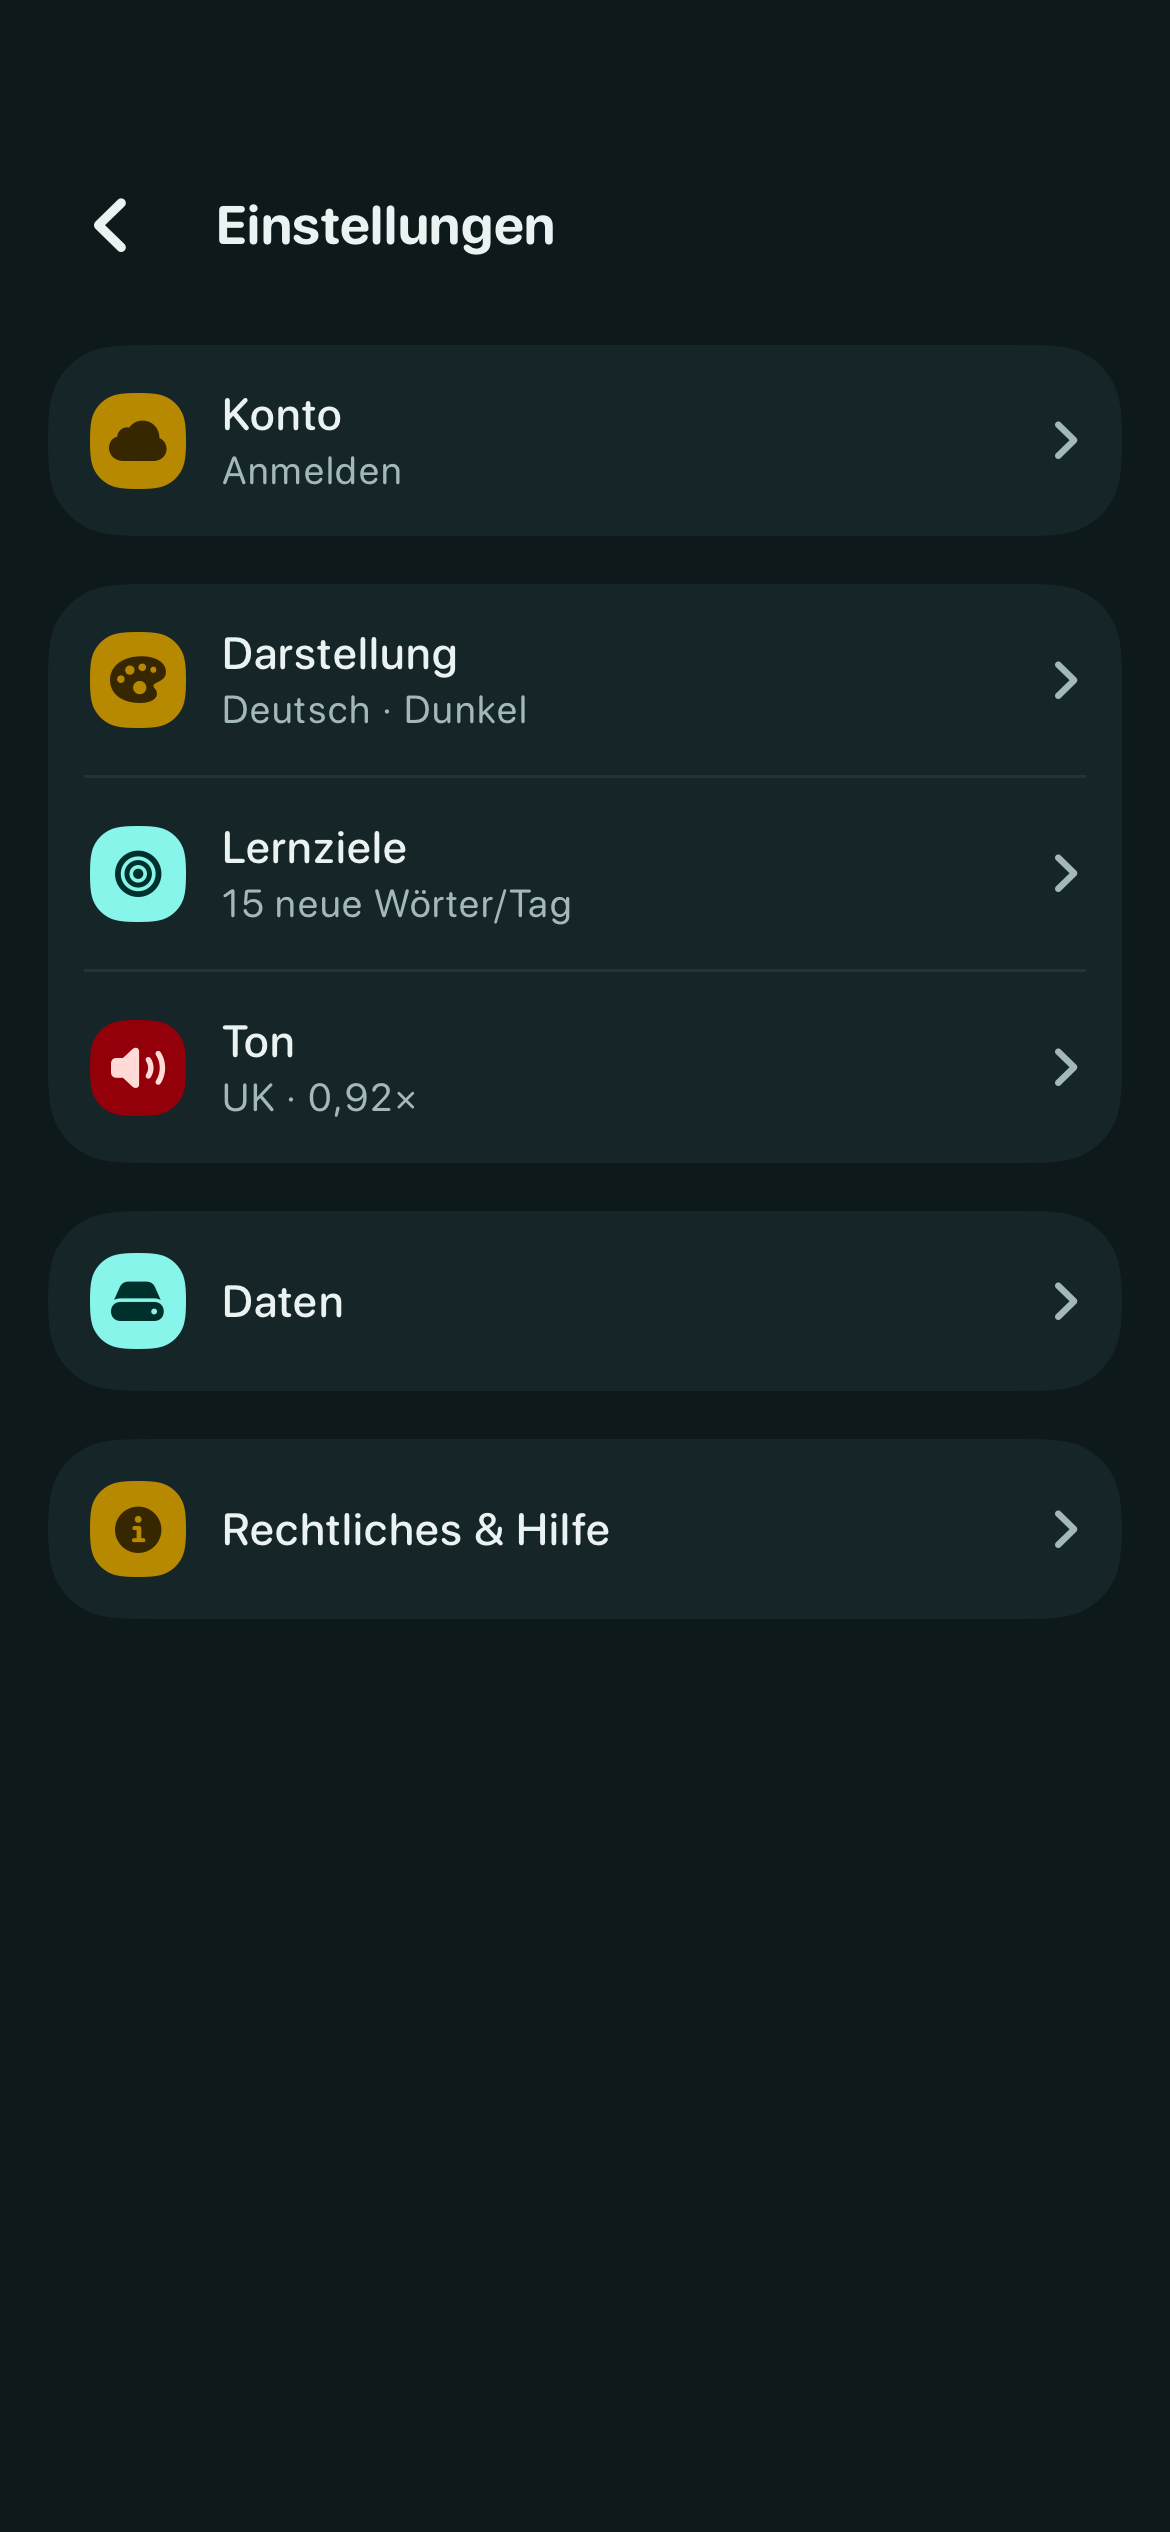 Einstellungen
Konto
Anmelden
Darstellung
Deutsch · Dunkel
Lernziele
15 neue Wörter/Tag
Ton
UK · 0,92×
Daten
Rechtliches & Hilfe